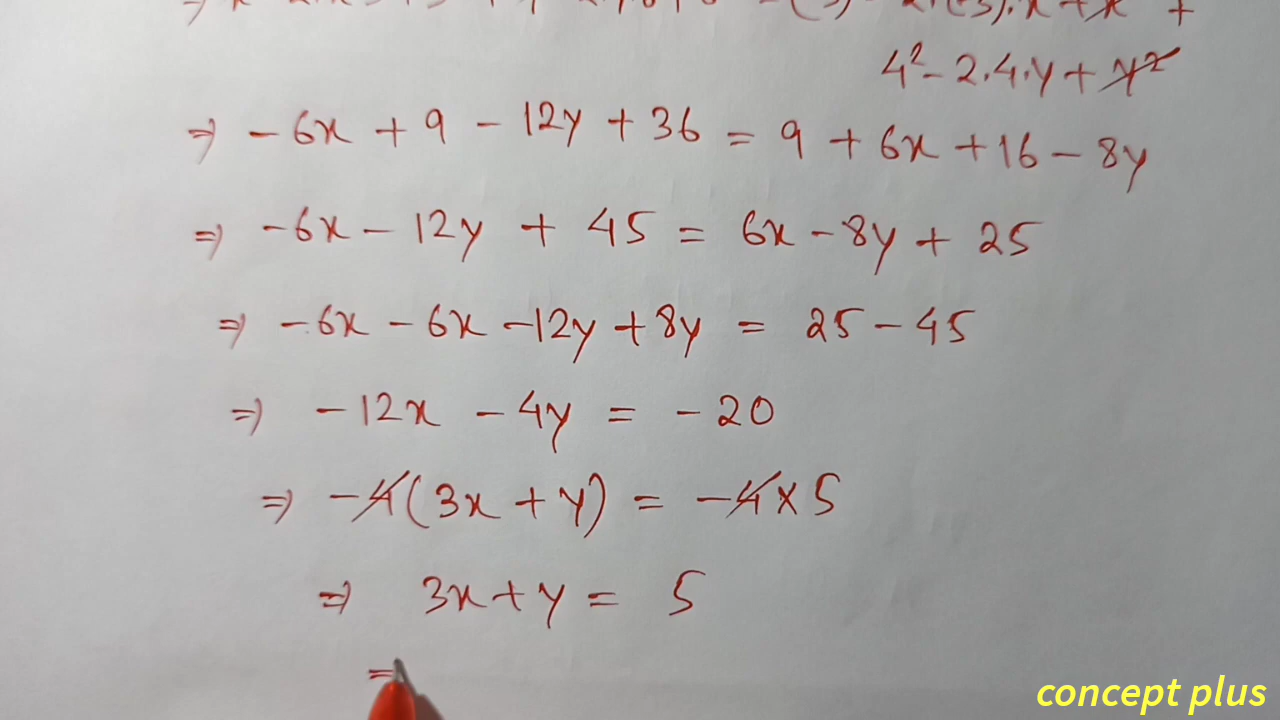 4² - 2.4.y + y²
⇒ - 6x + 9 - 12y + 36 = 9 + 6x + 16 - 8y
⇒ - 6x - 12y + 45 = 6x - 8y + 25
⇒ - 6x - 6x - 12y + 8y = 25 - 45
⇒ - 12x - 4y = - 20
⇒ - 4 ( 3x + y ) = - 4 × 5
⇒ 3x + y = 5
=
concept plus